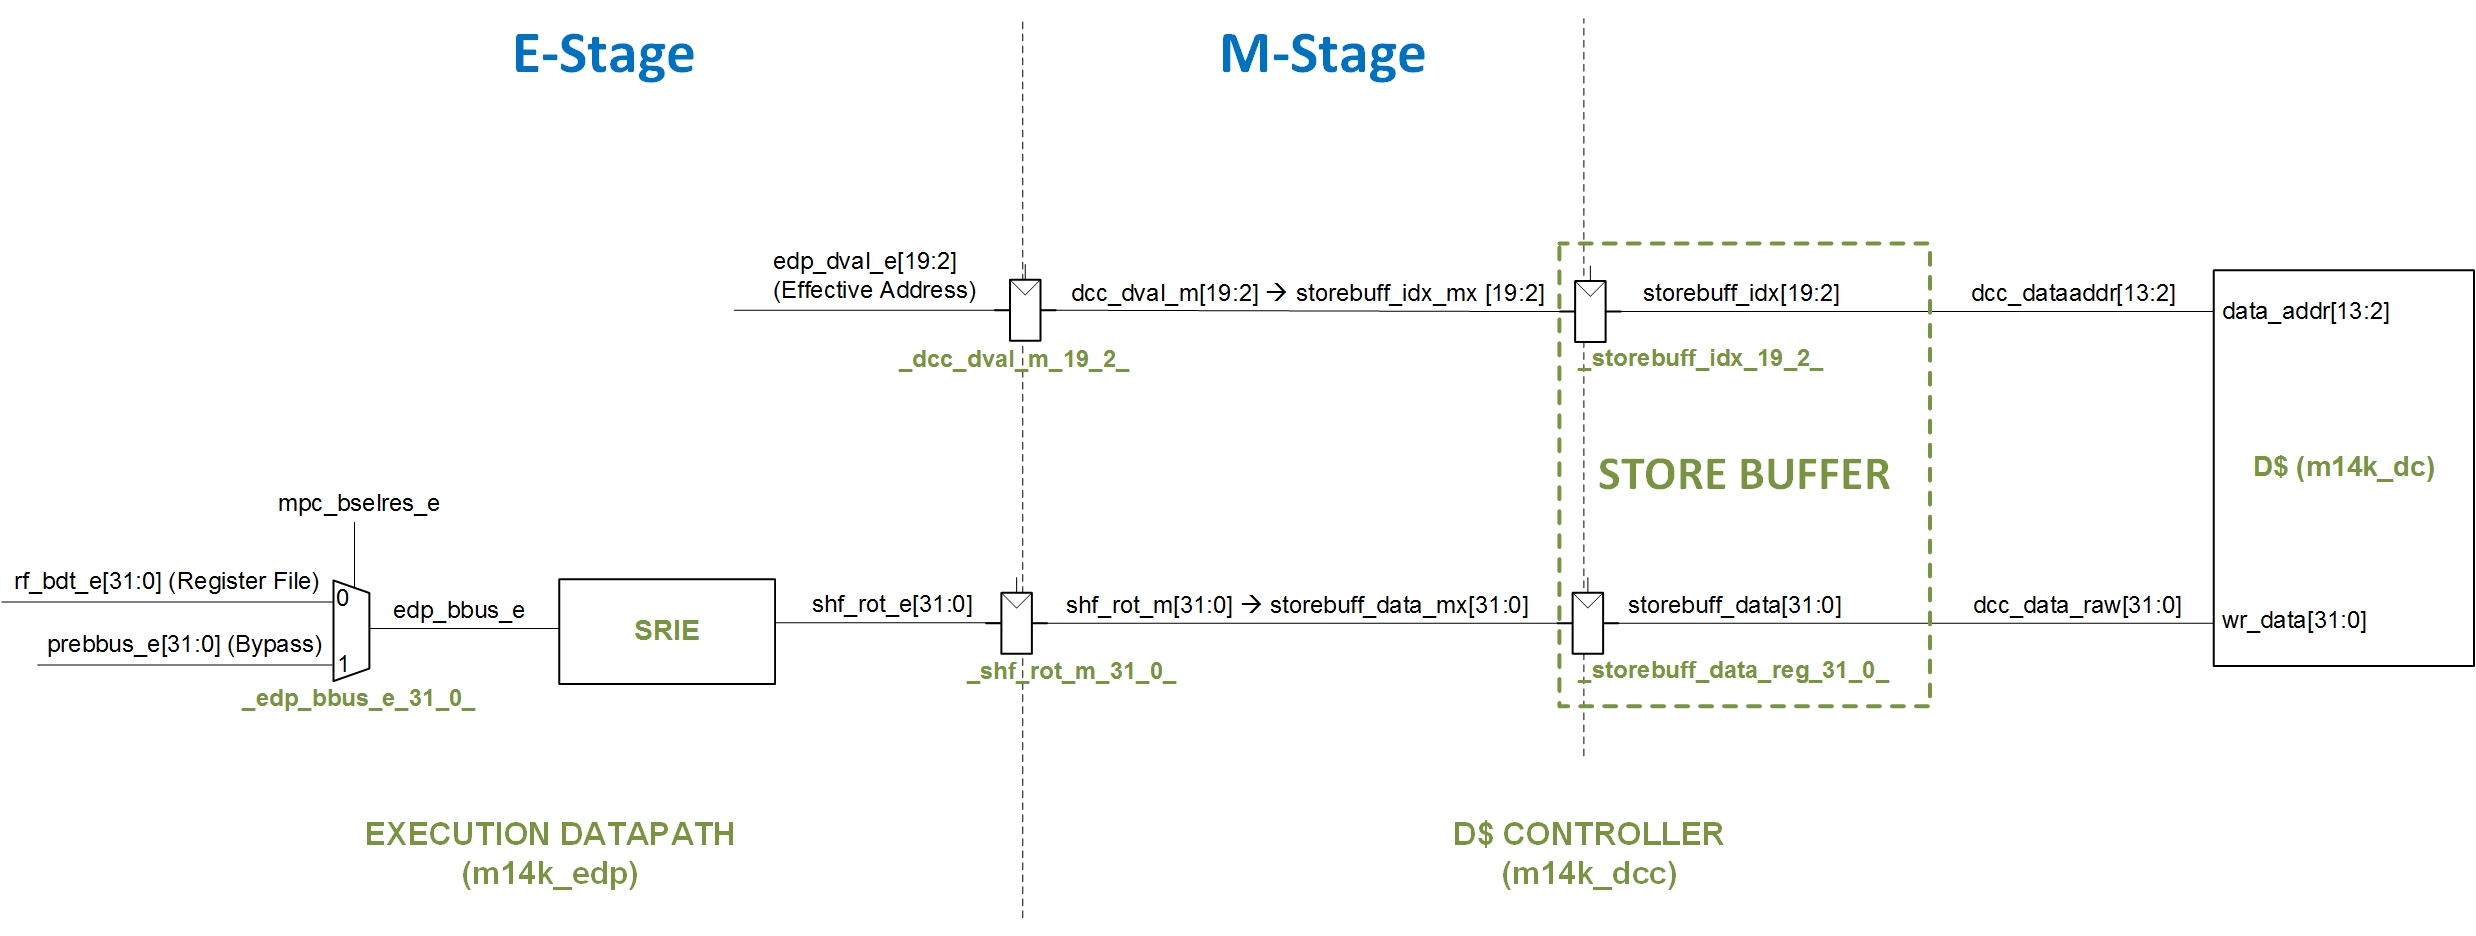 E-Stage
M-Stage
edp_dval_e[19:2]
(Effective Address)
dcc_dval_m[19:2] → storebuff_idx_mx [19:2]
storebuff_idx[19:2]
dcc_dataaddr[13:2]
data_addr[13:2]
_dcc_dval_m_19_2_
_storebuff_idx_19_2_
STORE BUFFER
D$ (m14k_dc)
mpc_bselres_e
rf_bdt_e[31:0] (Register File)
0
edp_bbus_e
prebbus_e[31:0] (Bypass)
1
_edp_bbus_e_31_0_
SRIE
shf_rot_e[31:0]
shf_rot_m[31:0] → storebuff_data_mx[31:0]
storebuff_data[31:0]
dcc_data_raw[31:0]
wr_data[31:0]
_shf_rot_m_31_0_
_storebuff_data_reg_31_0_
EXECUTION DATAPATH
(m14k_edp)
D$ CONTROLLER
(m14k_dcc)